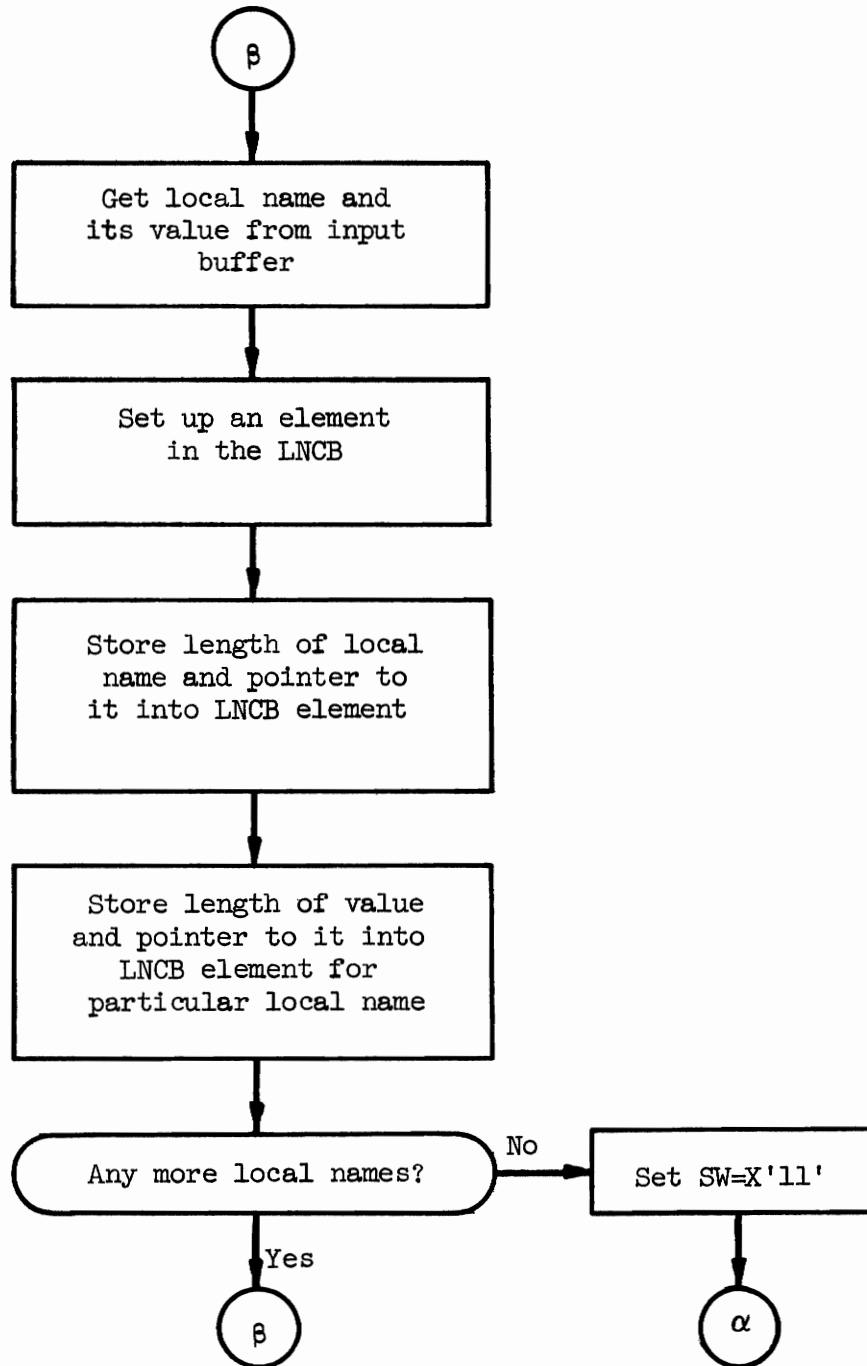 β
Get local name and
its value from input
buffer
Set up an element
in the LNCB
Store length of local
name and pointer to
it into LNCB element
Store length of value
and pointer to it into
LNCB element for
particular local name
Any more local names?
No
Set SW=X'11'
Yes
β
α